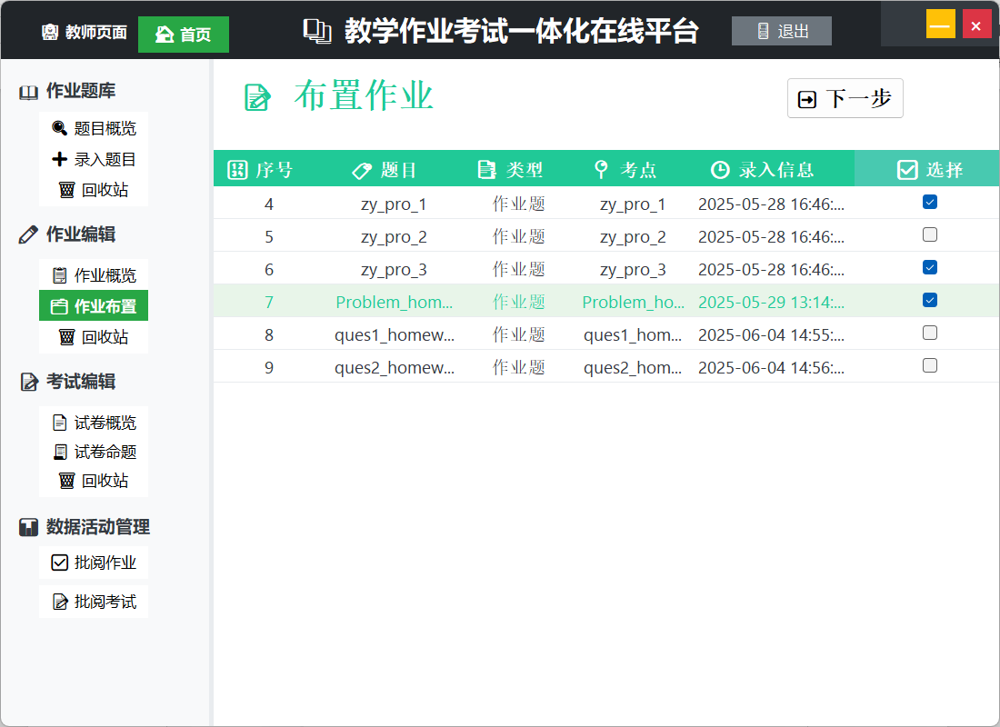 教师页面 首页 教学作业考试一体化在线平台 退出
作业题库
题目概览
录入题目
回收站
作业编辑
作业概览
作业布置
回收站
考试编辑
试卷概览
试卷命题
回收站
数据活动管理
批阅作业
批阅考试
布置作业 下一步
序号 题目 类型 考点 录入信息 选择
4 zy_pro_1 作业题 zy_pro_1 2025-05-28 16:46:...
5 zy_pro_2 作业题 zy_pro_2 2025-05-28 16:46:...
6 zy_pro_3 作业题 zy_pro_3 2025-05-28 16:46:...
7 Problem_hom... 作业题 Problem_ho... 2025-05-29 13:14:...
8 ques1_homew... 作业题 ques1_hom... 2025-06-04 14:55:...
9 ques2_homew... 作业题 ques2_hom... 2025-06-04 14:56:...